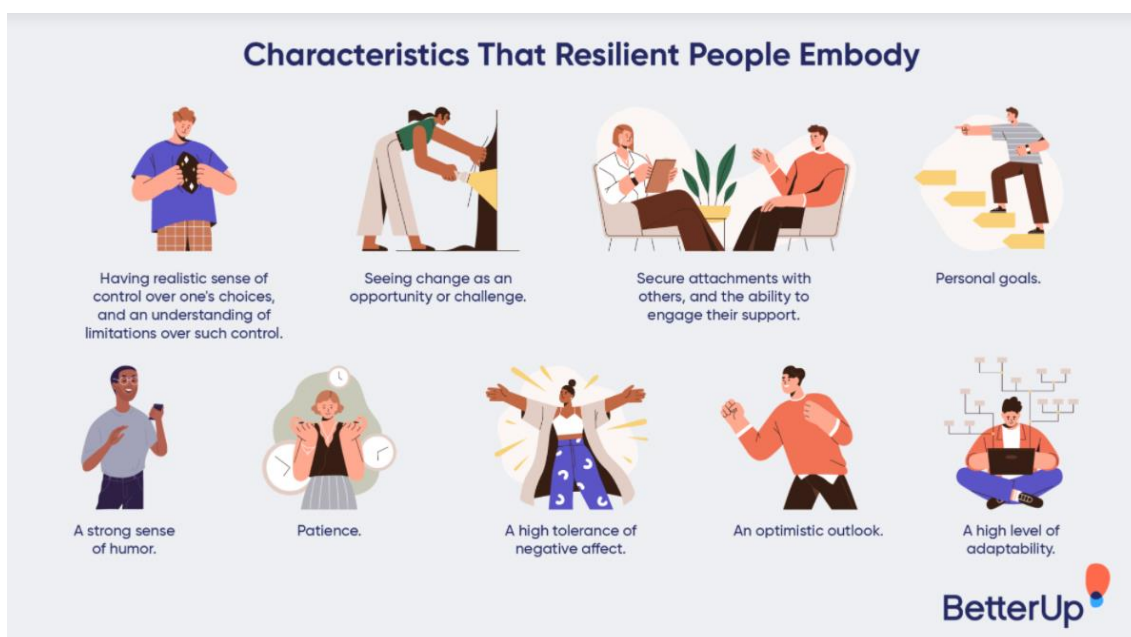 Characteristics That Resilient People Embody
Having realistic sense of
control over one's choices,
and an understanding of
limitations over such control.
Seeing change as an
opportunity or challenge.
Secure attachments with
others, and the ability to
engage their support.
Personal goals.
A strong sense
of humor.
Patience.
A high tolerance of
negative affect.
An optimistic outlook.
A high level of
adaptability.
BetterUp